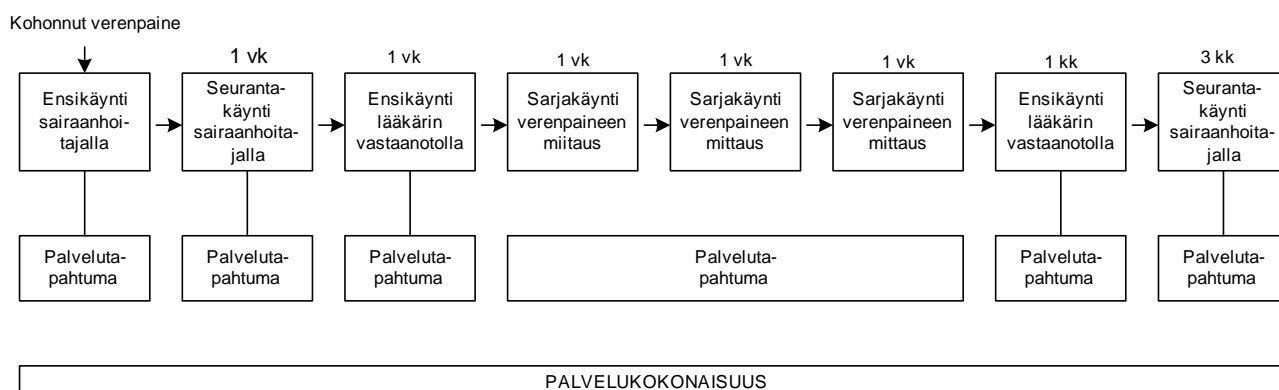 Kohonnut verenpaine
1 vk
1 vk
1 vk
1 vk
1 vk
1 kk
3 kk
Ensikäynti
sairaanhoi-
tajalla
Seuranta-
käynti
sairaanhoita-
jalla
Ensikäynti
lääkärin
vastaanotolla
Sarjakäynti
verenpaineen
miitaus
Sarjakäynti
verenpaineen
mittaus
Sarjakäynti
verenpaineen
mittaus
Ensikäynti
lääkärin
vastaanotolla
Seuranta-
käynti
sairaanhoita-
jalla
Palveluta-
pahtuma
Palveluta-
pahtuma
Palveluta-
pahtuma
Palveluta-
pahtuma
Palveluta-
pahtuma
Palveluta-
pahtuma
PALVELUKOKONAISUUS